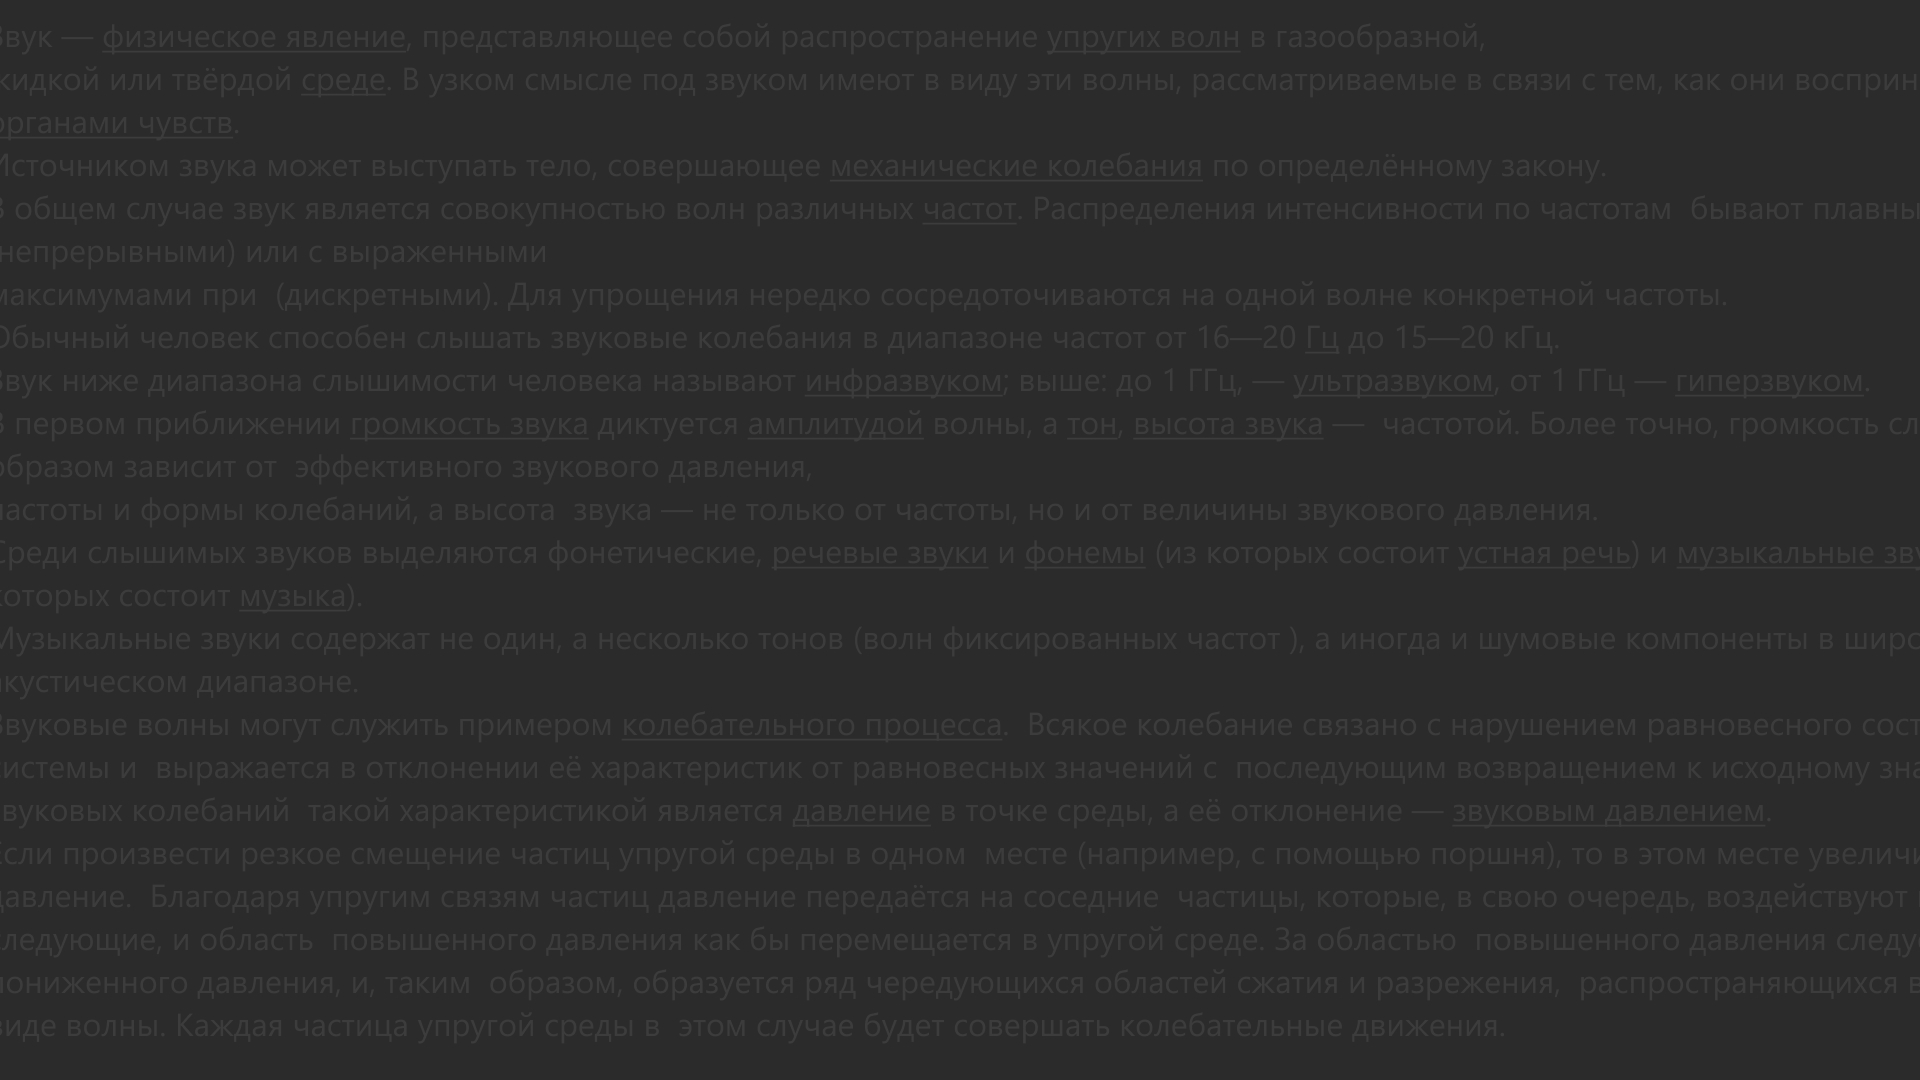 Звук — физическое явление, представляющее собой распространение упругих волн в газообразной,
жидкой или твёрдой среде. В узком смысле под звуком имеют в виду эти волны, рассматриваемые в связи с тем, как они восприн
органами чувств.
Источником звука может выступать тело, совершающее механические колебания по определённому закону.
В общем случае звук является совокупностью волн различных частот. Распределения интенсивности по частотам бывают плавны
(непрерывными) или с выраженными
максимумами при (дискретными). Для упрощения нередко сосредоточиваются на одной волне конкретной частоты.
Обычный человек способен слышать звуковые колебания в диапазоне частот от 16—20 Гц до 15—20 кГц.
Звук ниже диапазона слышимости человека называют инфразвуком; выше: до 1 ГГц, — ультразвуком, от 1 ГГц — гиперзвуком.
В первом приближении громкость звука диктуется амплитудой волны, а тон, высота звука — частотой. Более точно, громкость сл
образом зависит от эффективного звукового давления,
частоты и формы колебаний, а высота звука — не только от частоты, но и от величины звукового давления.
Среди слышимых звуков выделяются фонетические, речевые звуки и фонемы (из которых состоит устная речь) и музыкальные зву
которых состоит музыка).
Музыкальные звуки содержат не один, а несколько тонов (волн фиксированных частот ), а иногда и шумовые компоненты в широ
акустическом диапазоне.
Звуковые волны могут служить примером колебательного процесса. Всякое колебание связано с нарушением равновесного сост
системы и выражается в отклонении её характеристик от равновесных значений с последующим возвращением к исходному зна
звуковых колебаний такой характеристикой является давление в точке среды, а её отклонение — звуковым давлением.
Если произвести резкое смещение частиц упругой среды в одном месте (например, с помощью поршня), то в этом месте увеличи
давление. Благодаря упругим связям частиц давление передаётся на соседние частицы, которые, в свою очередь, воздействуют
следующие, и область повышенного давления как бы перемещается в упругой среде. За областью повышенного давления следу
пониженного давления, и, таким образом, образуется ряд чередующихся областей сжатия и разрежения, распространяющихся в
виде волны. Каждая частица упругой среды в этом случае будет совершать колебательные движения.